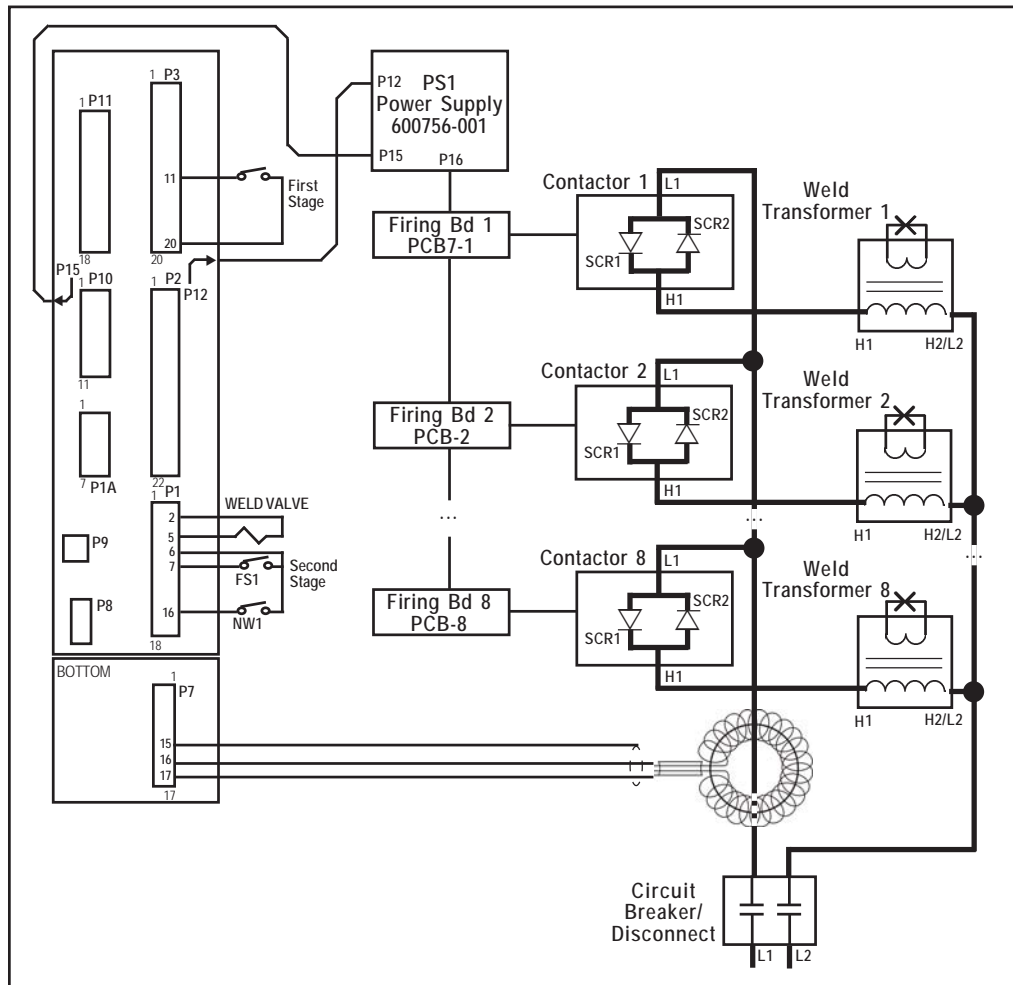 1 P3
1 P11
11
20
20
18
First
Stage
P15
1 P10
11
1 P2
P12
22
1
7 P1A
1 P1
2
5
6
7
16
18
WELD VALVE
FS1
NW1
Second
Stage
P9
P8
BOTTOM
1
P7
15
16
17
17
P12
PS1
Power Supply
600756-001
P15
P16
Firing Bd 1
PCB7-1
Firing Bd 2
PCB-2
...
Firing Bd 8
PCB-8
Contactor 1
L1
SCR2
SCR1
H1
Weld
Transformer 1
H1
H2/L2
Contactor 2
L1
SCR2
SCR1
H1
Weld
Transformer 2
H1
H2/L2
...
...
Contactor 8
L1
SCR2
SCR1
H1
Weld
Transformer 8
H1
H2/L2
Circuit
Breaker/
Disconnect
L1
L2